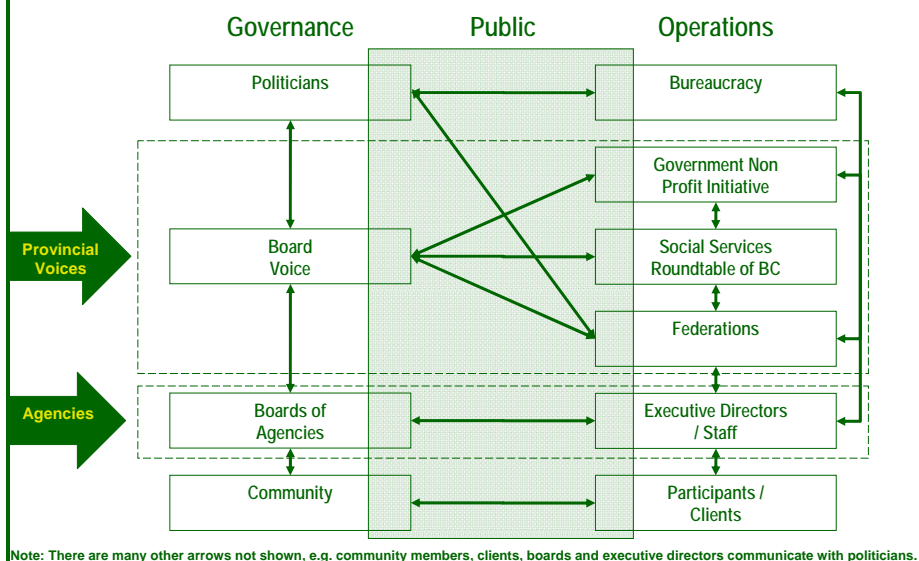 Governance
Public
Operations
Politicians
Bureaucracy
Government Non
Profit Initiative
Provincial
Voices
Board
Voice
Social Services
Roundtable of BC
Federations
Agencies
Boards of
Agencies
Executive Directors
/ Staff
Community
Participants /
Clients
Note: There are many other arrows not shown, e.g. community members, clients, boards and executive directors communicate with politicians.